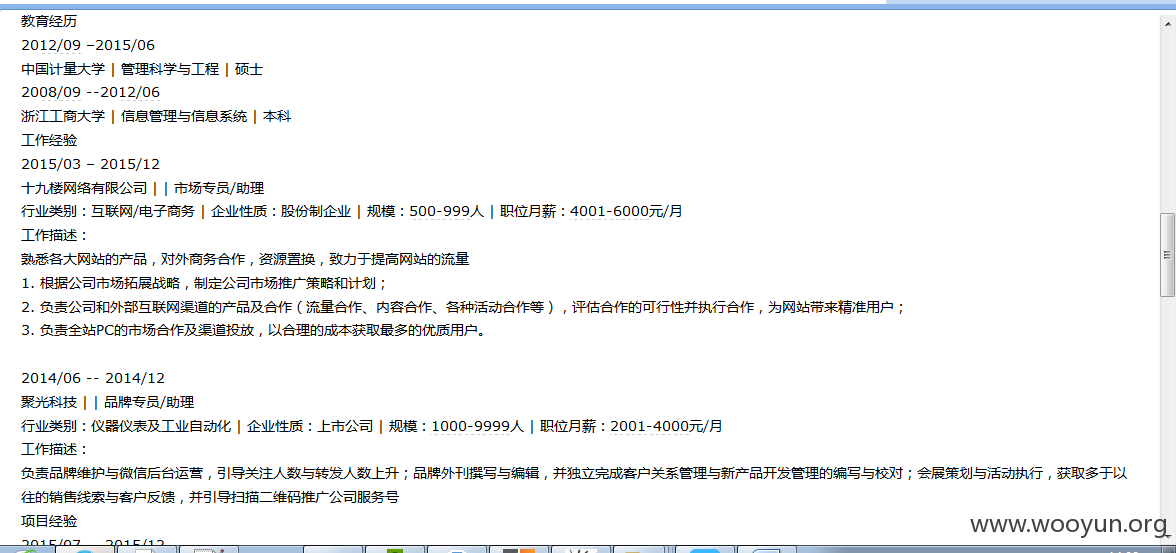 教育经历
2012/09 –2015/06
中国计量大学 | 管理科学与工程 | 硕士
2008/09 --2012/06
浙江工商大学 | 信息管理与信息系统 | 本科
工作经验
2015/03 – 2015/12
十九楼网络有限公司 | | 市场专员/助理
行业类别：互联网/电子商务 | 企业性质：股份制企业 | 规模：500-999人 | 职位月薪：4001-6000元/月
工作描述：
熟悉各大网站的产品，对外商务合作，资源置换，致力于提高网站的流量
1. 根据公司市场拓展战略，制定公司市场推广策略和计划；
2. 负责公司和外部互联网渠道的产品及合作（流量合作、内容合作、各种活动合作等），评估合作的可行性并执行合作，为网站带来精准用户；
3. 负责全站PC的市场合作及渠道投放，以合理的成本获取最多的优质用户。
2014/06 -- 2014/12
聚光科技 | | 品牌专员/助理
行业类别：仪器仪表及工业自动化 | 企业性质：上市公司 | 规模：1000-9999人 | 职位月薪：2001-4000元/月
工作描述：
负责品牌维护与微信后台运营，引导关注人数与转发人数上升；品牌外刊撰写与编辑，并独立完成客户关系管理与新产品开发管理的编写与校对；会展策划与活动执行，获取多于以
往的销售线索与客户反馈，并引导扫描二维码推广公司服务号
项目经验
2015/07 -- 2015/12
www.wooyun.org